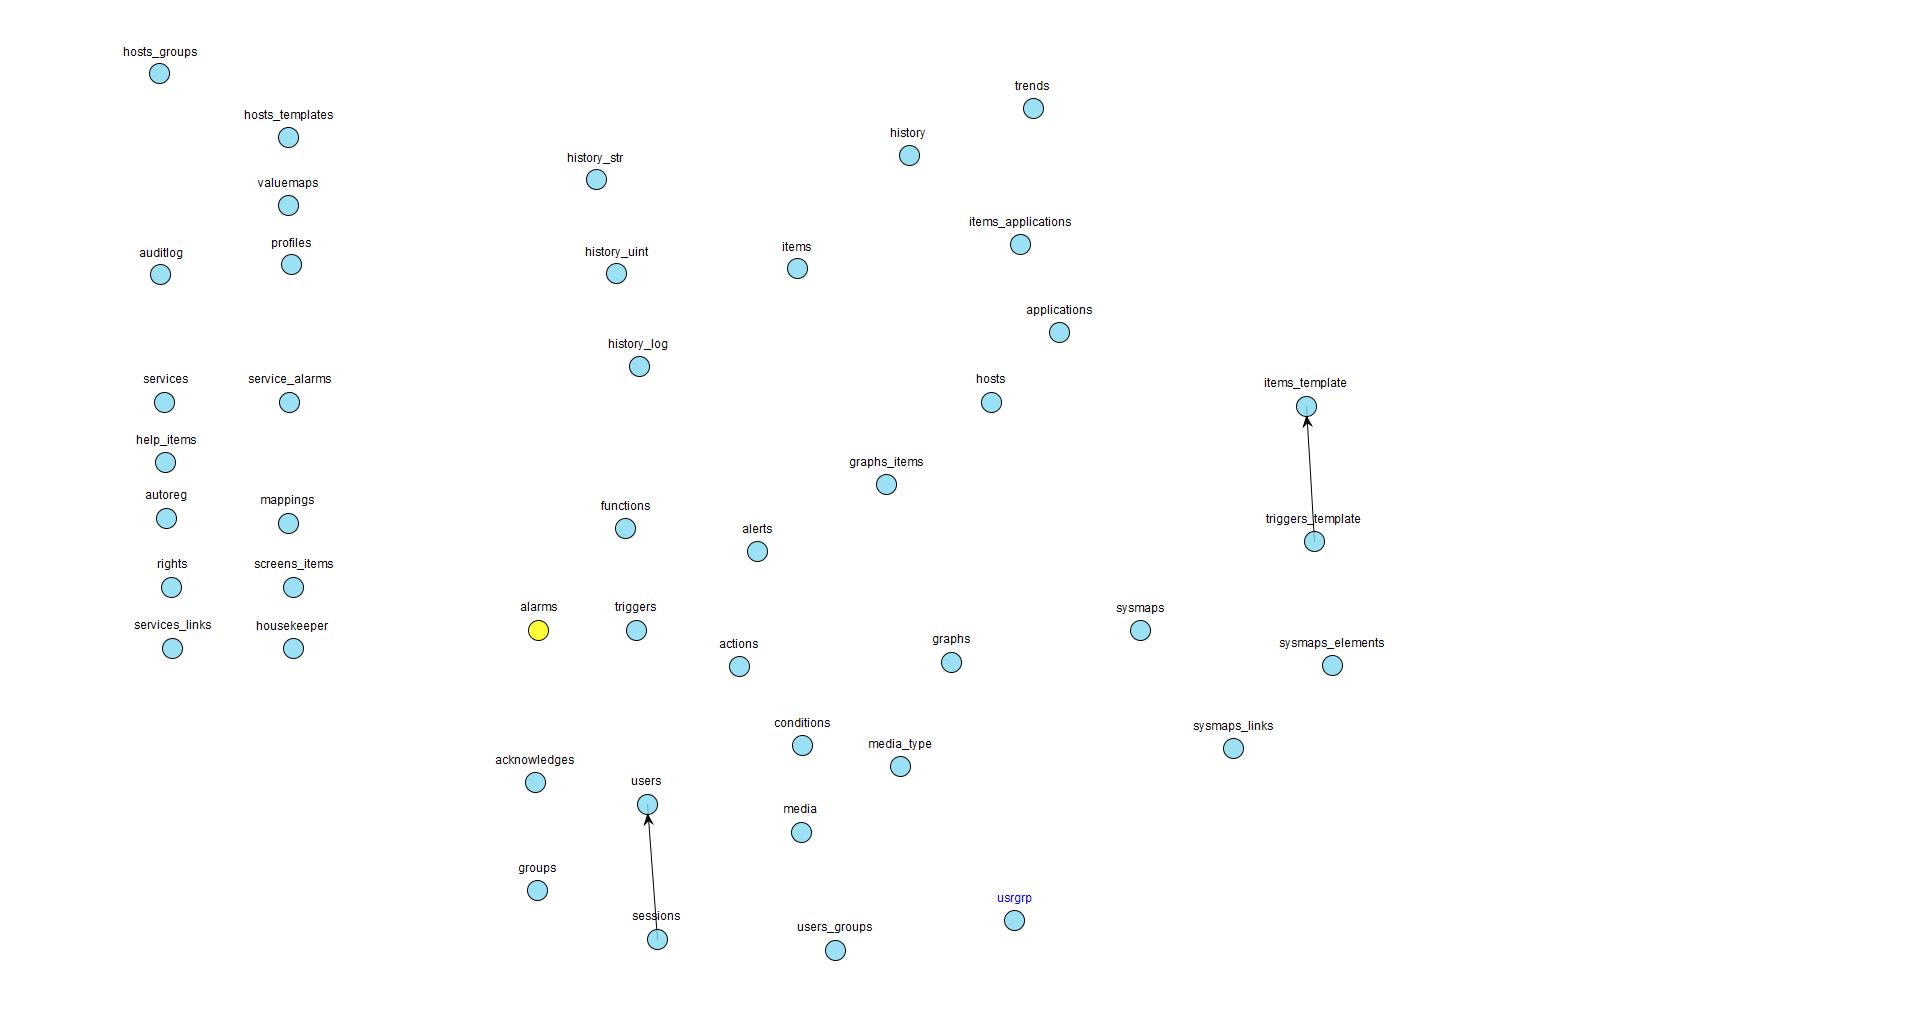 hosts_groups
trends
hosts_templates
history
history_str
valuemaps
items_applications
profiles
items
history_uint
auditlog
applications
history_log
services
service_alarms
hosts
items_template
help_items
graphs_items
autoreg
mappings
functions
triggers_template
alerts
rights
screens_items
alarms
triggers
sysmaps
services_links
housekeeper
graphs
sysmaps_elements
actions
conditions
sysmaps_links
media_type
acknowledges
users
media
groups
usrgrp
sessions
users_groups